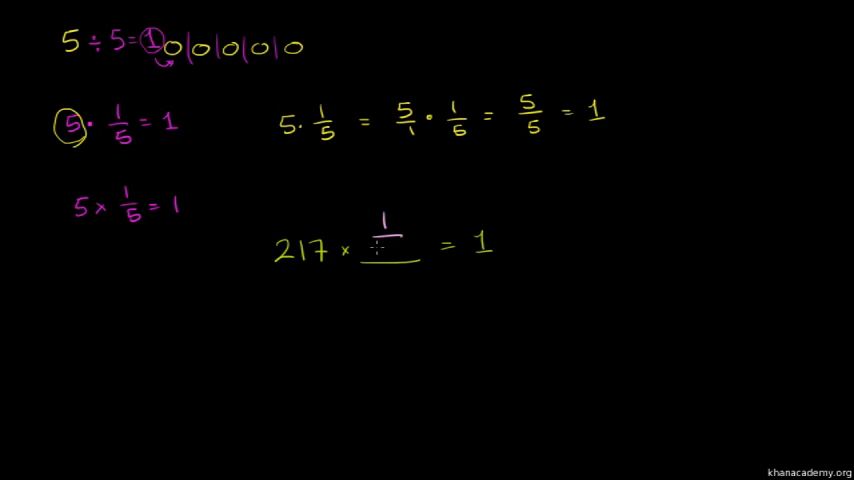 5 ÷ 5 = 1 0|0|0|0|0
5 · 1/5 = 1
5 · 1/5 = 5/1 · 1/5 = 5/5 = 1
5 × 1/5 = 1
217 × 1/ = 1
khanacademy.org